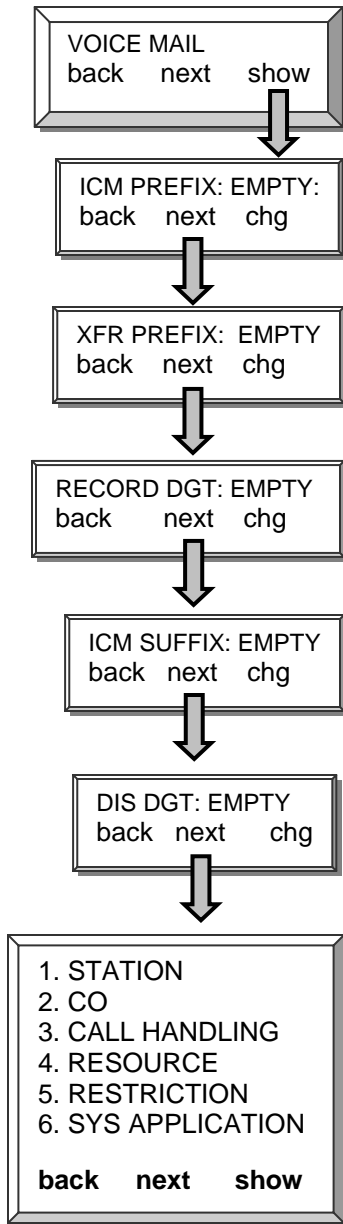 VOICE MAIL
back next show
ICM PREFIX: EMPTY:
back next chg
XFR PREFIX: EMPTY
back next chg
RECORD DGT: EMPTY
back next chg
ICM SUFFIX: EMPTY
back next chg
DIS DGT: EMPTY
back next chg
1. STATION
2. CO
3. CALL HANDLING
4. RESOURCE
5. RESTRICTION
6. SYS APPLICATION
back next show